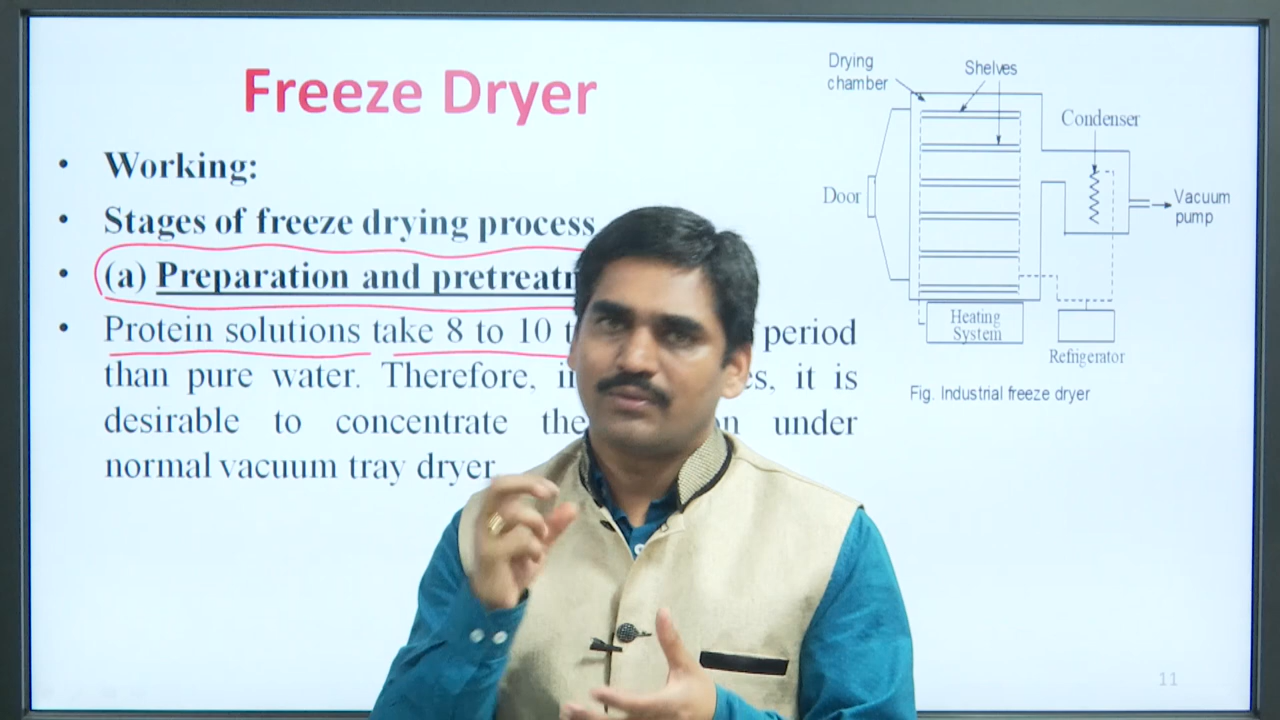 Freeze Dryer
• Working:
• Stages of freeze drying process
• (a) Preparation and
• Protein solutions take 8 to 10 period
than pure water. Therefore, it is
desirable to concentrate the under
normal vacuum tray dryer
Drying
chamber
Shelves
Condenser
Door
Vacuum
pump
Heating
System
Refrigerator
Fig. Industrial freeze dryer
11